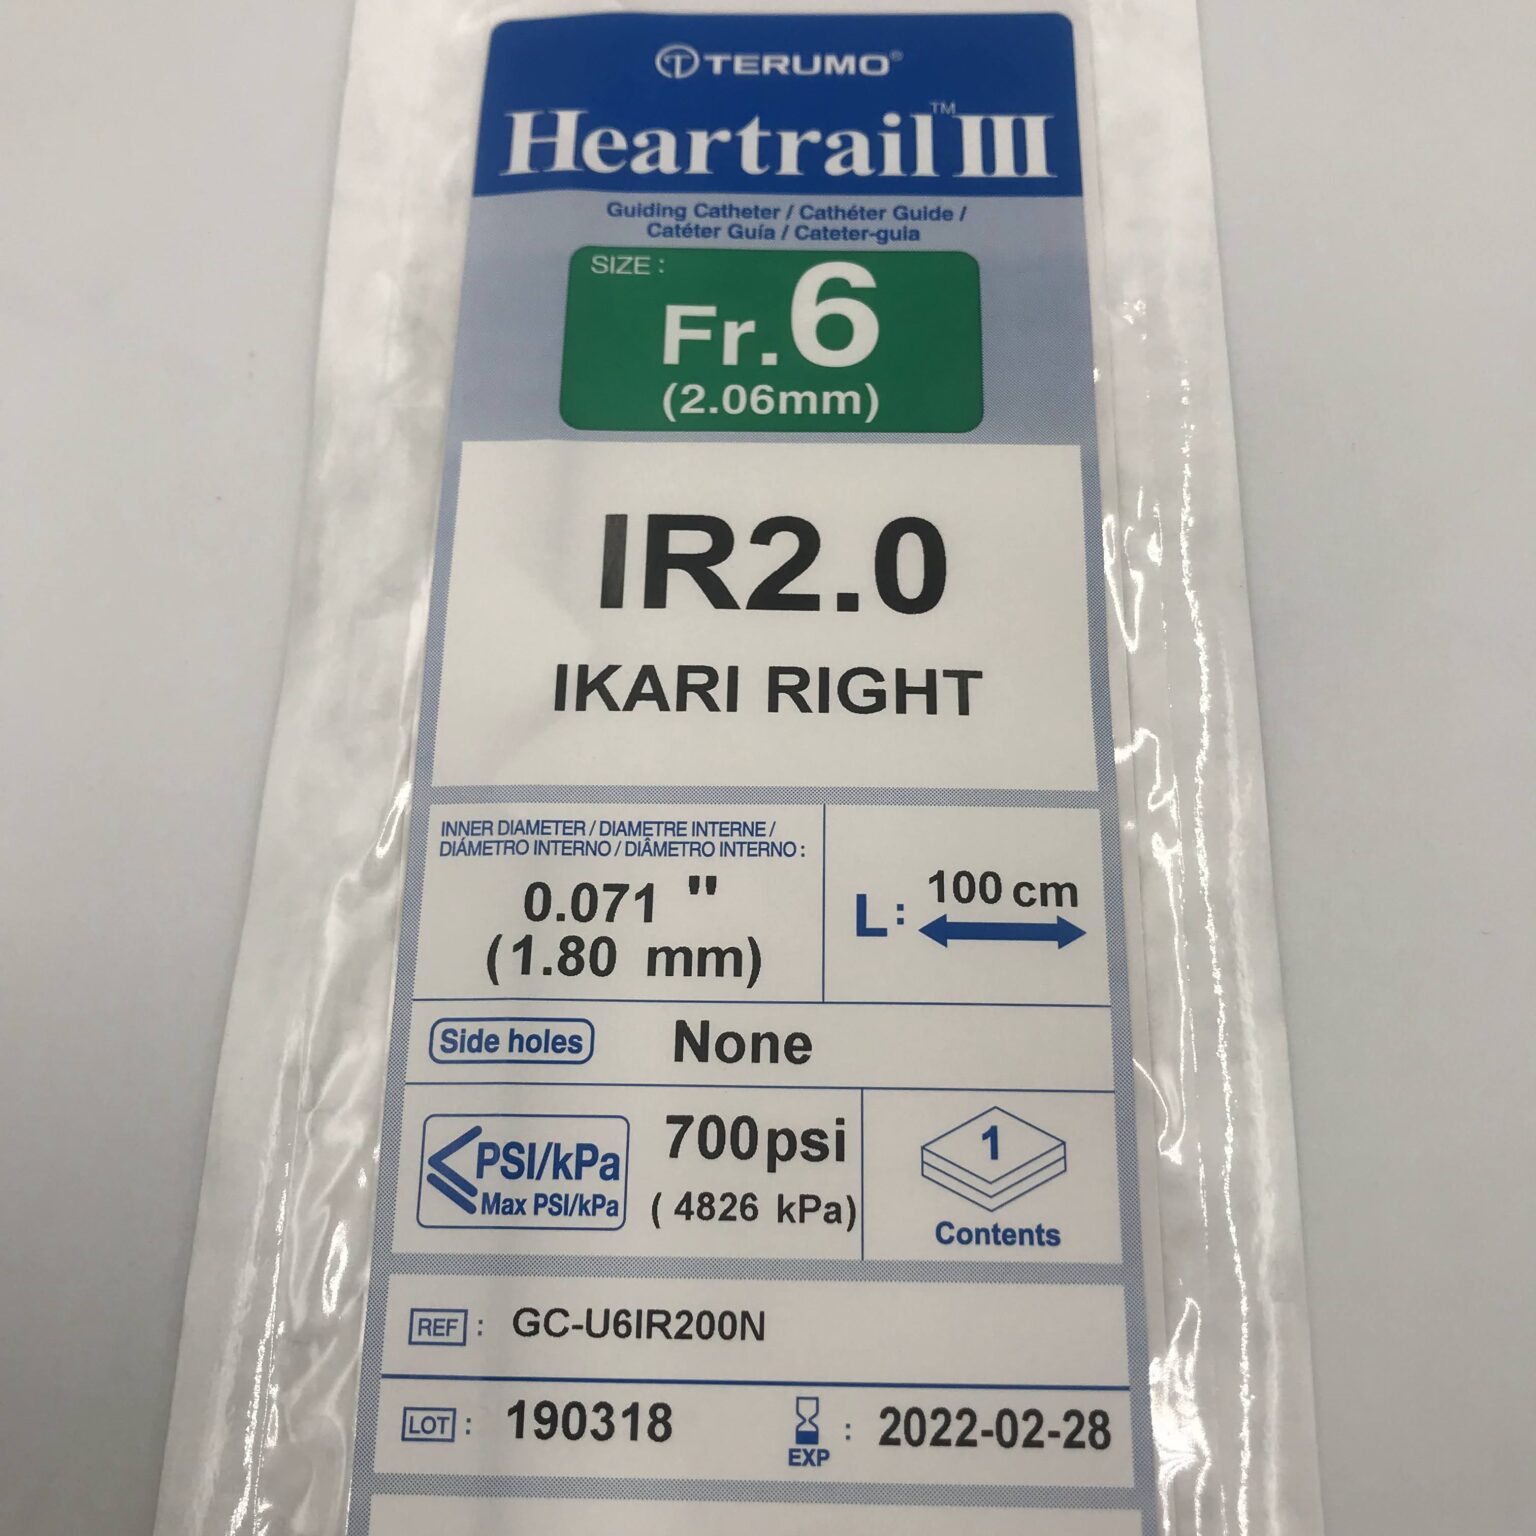 TERUMO®
Heartrail™ III
Guiding Catheter / Cathéter Guide /
Catéter Guía / Cateter-guia
SIZE :
Fr.6
(2.06mm)
IR2.0
IKARI RIGHT
INNER DIAMETER / DIAMETRE INTERNE /
DIÁMETRO INTERNO / DIÂMETRO INTERNO :
0.071 "
(1.80 mm)
L: 100 cm
Side holes None
PSI/kPa
Max PSI/kPa
700psi
( 4826 kPa)
1
Contents
REF : GC-U6IR200N
LOT : 190318
EXP : 2022-02-28